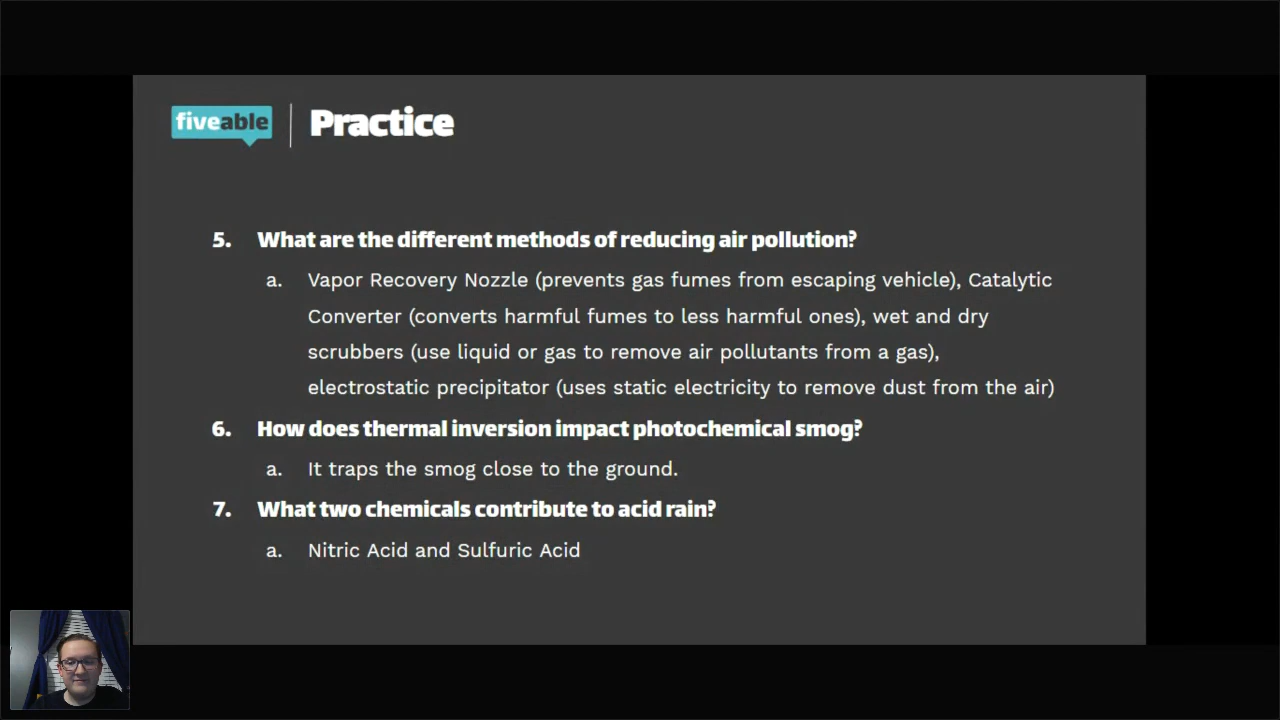 fiveable | Practice
5. What are the different methods of reducing air pollution?
a. Vapor Recovery Nozzle (prevents gas fumes from escaping vehicle), Catalytic
Converter (converts harmful fumes to less harmful ones), wet and dry
scrubbers (use liquid or gas to remove air pollutants from a gas),
electrostatic precipitator (uses static electricity to remove dust from the air)
6. How does thermal inversion impact photochemical smog?
a. It traps the smog close to the ground.
7. What two chemicals contribute to acid rain?
a. Nitric Acid and Sulfuric Acid